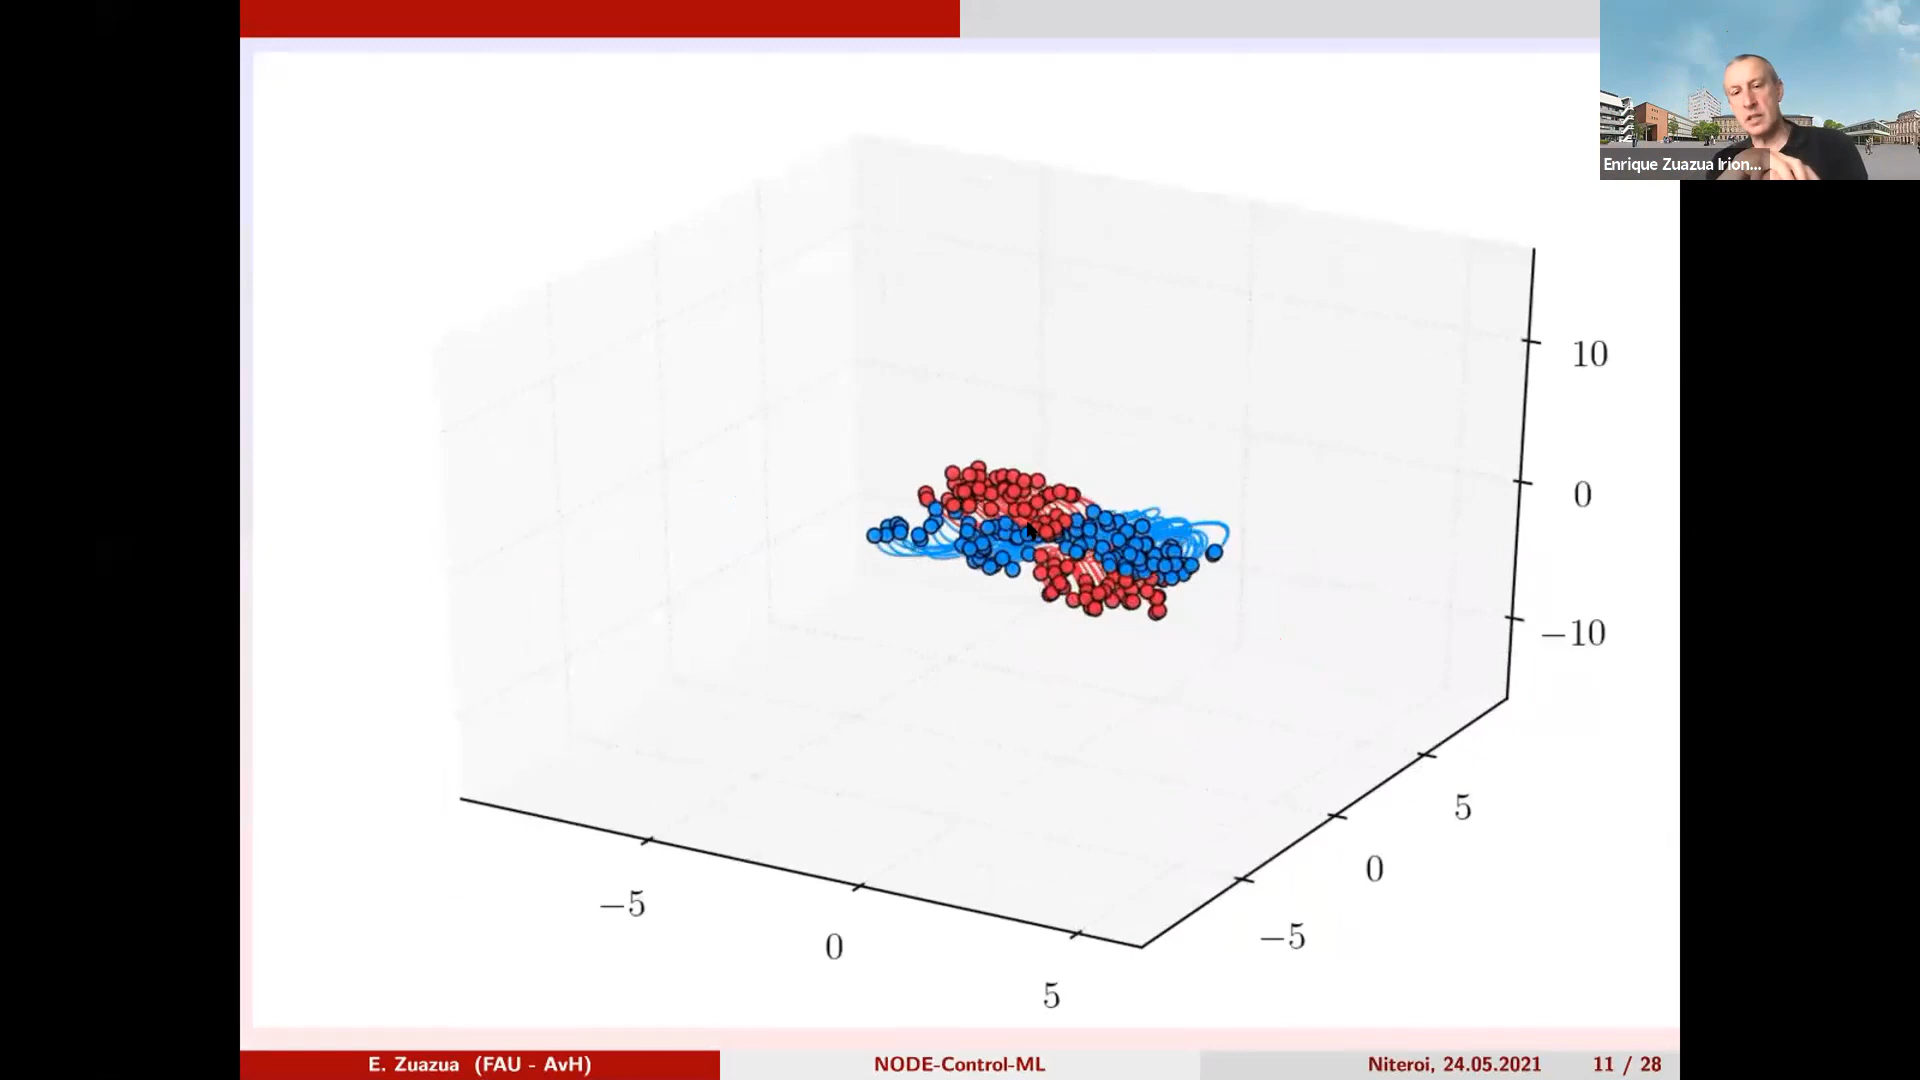 Enrique Zuazua Irion...
10
0
−10
5
0
−5
−5
0
5
E. Zuazua (FAU - AvH)
NODE-Control-ML
Niteroi, 24.05.2021
11 / 28